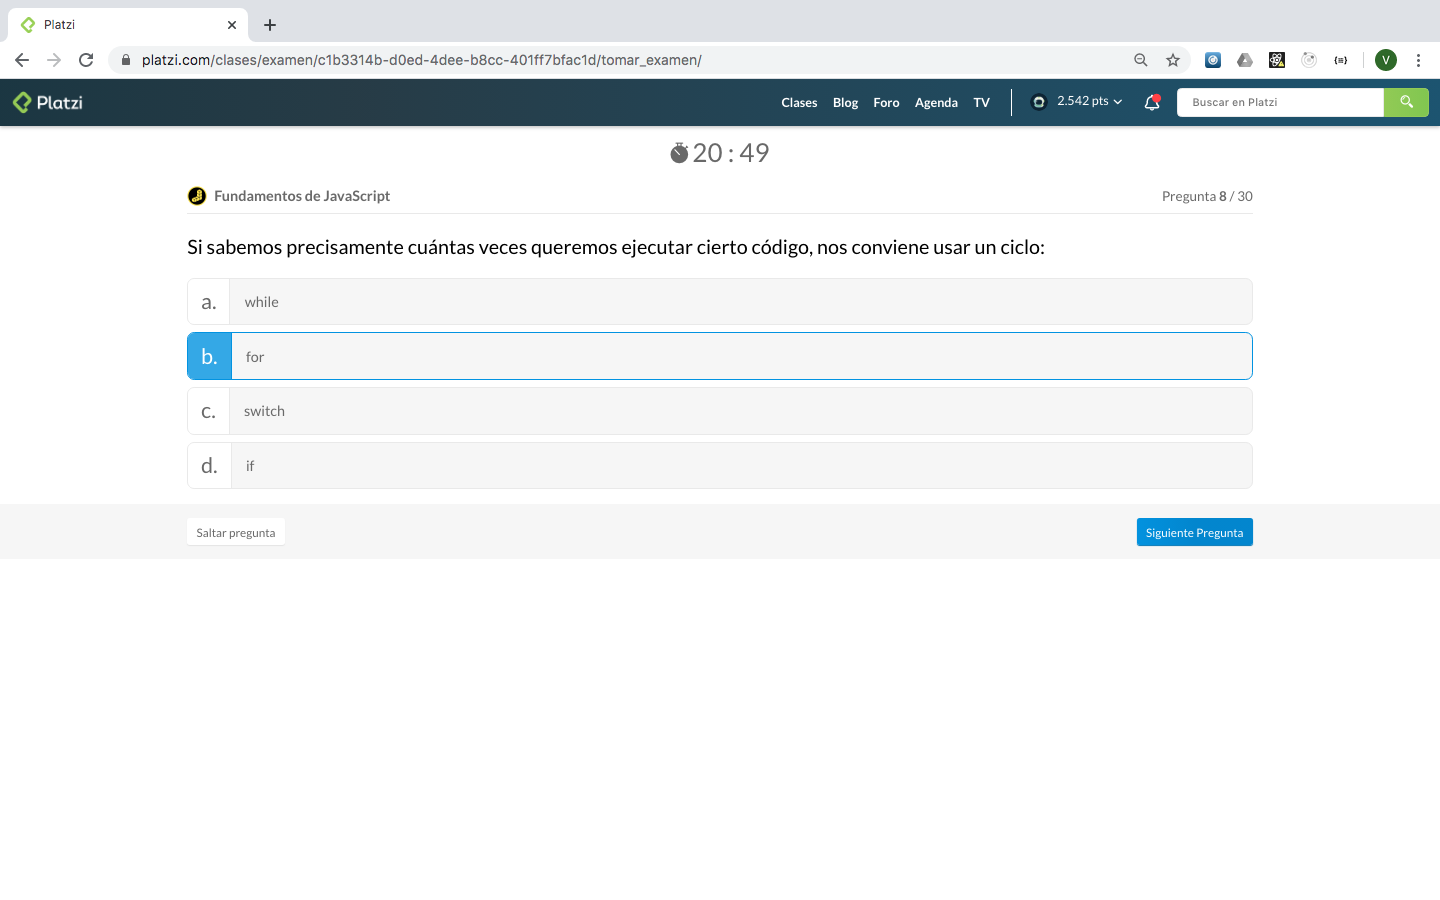 Platzi
platzi.com/clases/examen/c1b3314b-d0ed-4dee-b8cc-401ff7bfac1d/tomar_examen/
V
Platzi
Clases Blog Foro Agenda TV 2.542 pts Buscar en Platzi
20 : 49
Fundamentos de JavaScript Pregunta 8 / 30
Si sabemos precisamente cuántas veces queremos ejecutar cierto código, nos conviene usar un ciclo:
a. while
b. for
c. switch
d. if
Saltar pregunta Siguiente Pregunta